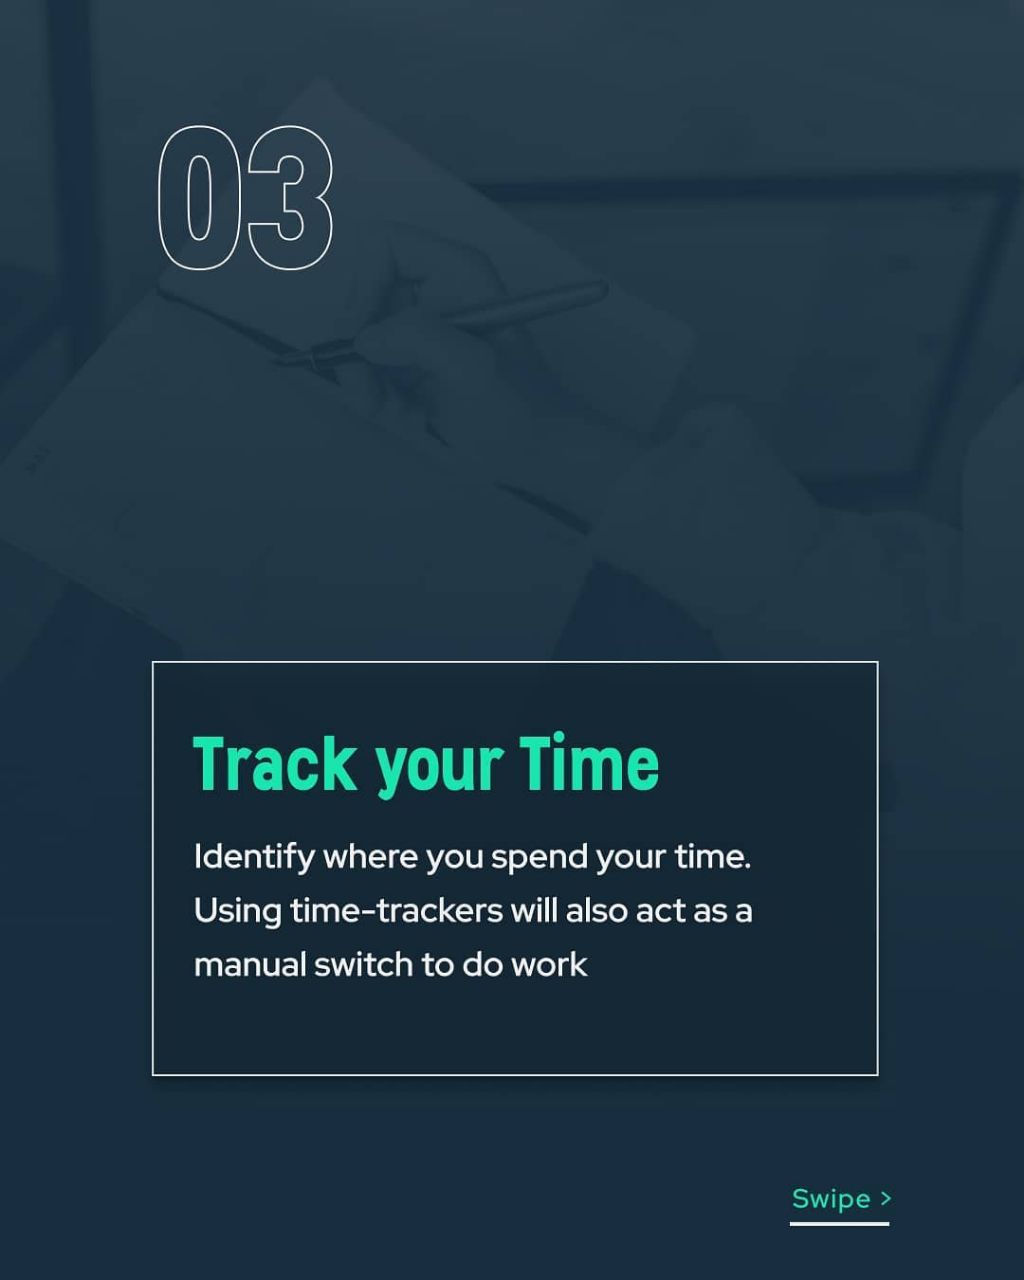 03
Track your Time
Identify where you spend your time.
Using time-trackers will also act as a
manual switch to do work
Swipe >